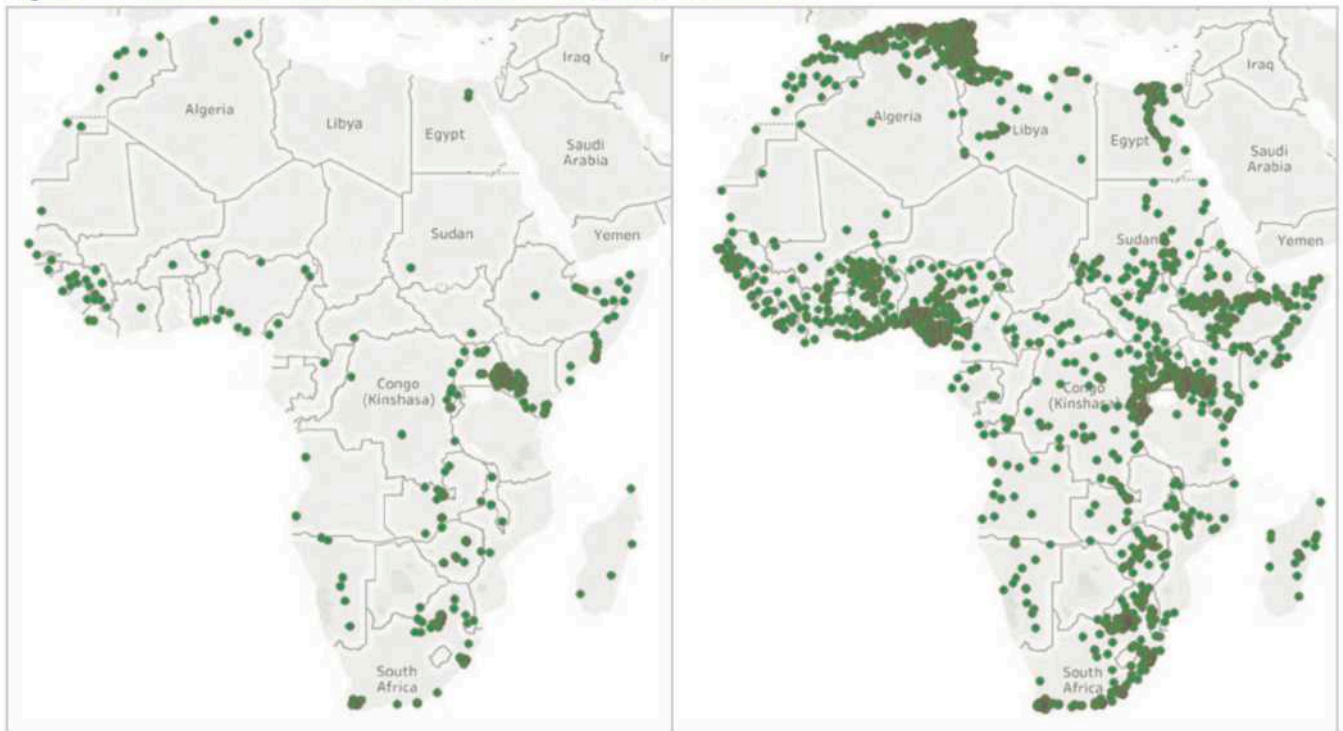 Iraq
Ir
Algeria
Libya
Egypt
Saudi
Arabia
Sudan
Yemen
Congo
(Kinshasa)
South
Africa
Iraq
Algeria
Libya
Egypt
Saudi
Arabia
Sudan
Yemen
Congo
(Kinshasa)
South
Africa